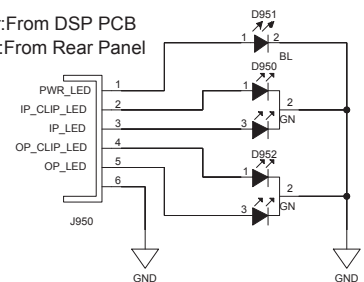 :From DSP PCB
:From Rear Panel
D951
1 2
BL
D950
PWR_LED 1
1
IP_CLIP_LED 2
2
IP_LED 3
3 GN
OP_CLIP_LED 4
D952
OP_LED 5
1
6
2
3 GN
J950
GND
GND